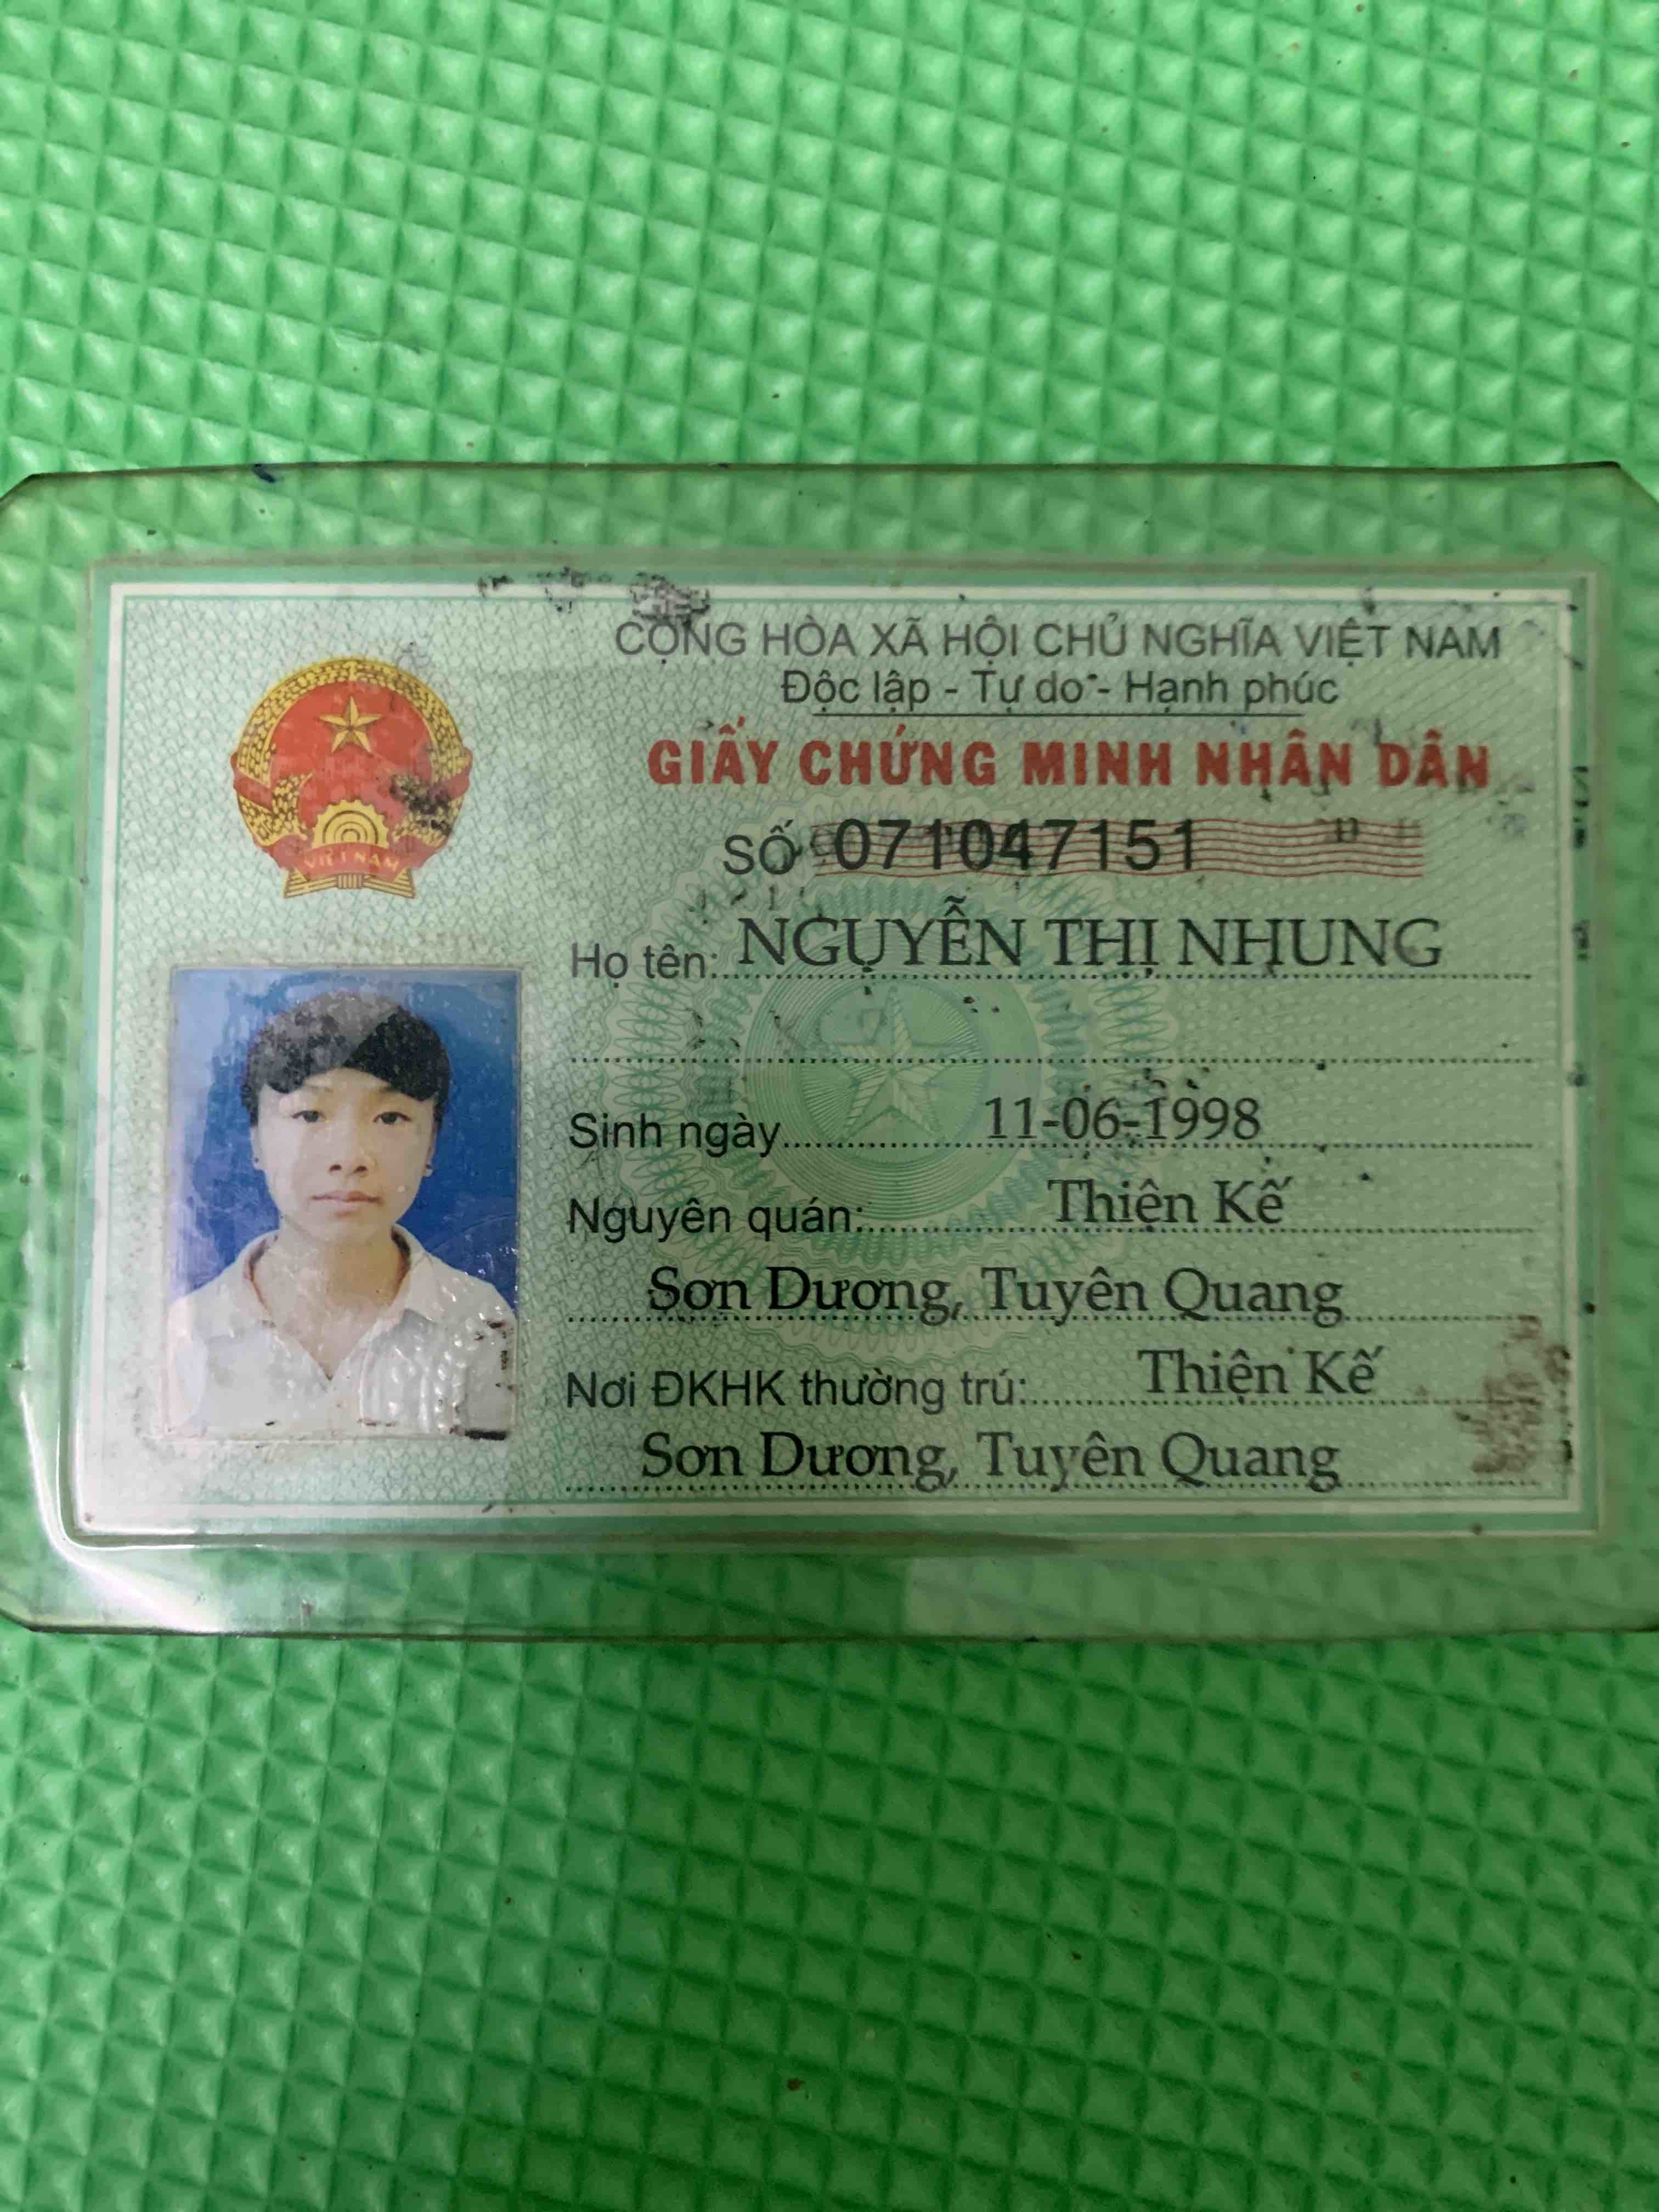 CỘNG HÒA XÃ HỘI CHỦ NGHĨA VIỆT NAM
Độc lập - Tự do - Hạnh phúc
GIẤY CHỨNG MINH NHÂN DÂN
SỐ 071047151
Họ tên: NGUYỄN THỊ NHUNG
Sinh ngày 11-06-1998
Nguyên quán: Thiện Kế
Sơn Dương, Tuyên Quang
Nơi ĐKHK thường trú: Thiện Kế
Sơn Dương, Tuyên Quang
VIỆT NAM